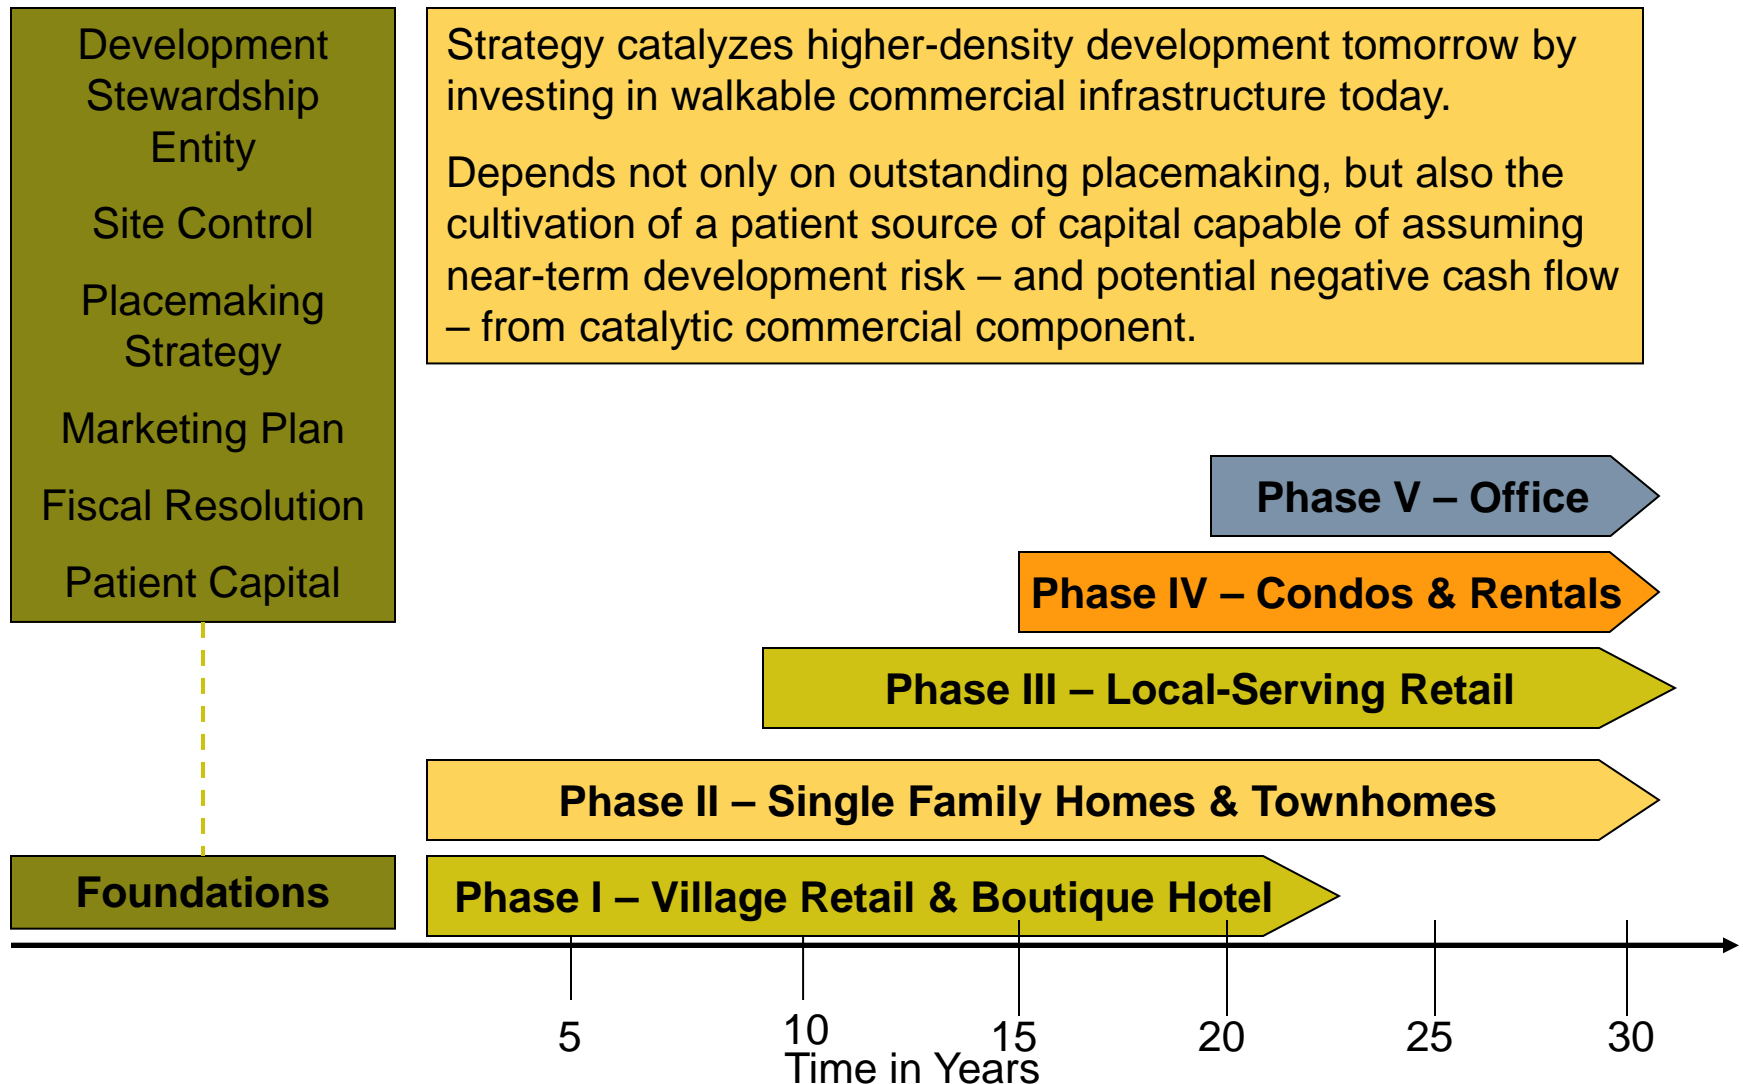 Development
Stewardship
Entity
Site Control
Placemaking
Strategy
Marketing Plan
Fiscal Resolution
Patient Capital
Strategy catalyzes higher-density development tomorrow by
investing in walkable commercial infrastructure today.
Depends not only on outstanding placemaking, but also the
cultivation of a patient source of capital capable of assuming
near-term development risk – and potential negative cash flow
– from catalytic commercial component.
Phase V – Office
Phase IV – Condos & Rentals
Phase III – Local-Serving Retail
Phase II – Single Family Homes & Townhomes
Foundations
Phase I – Village Retail & Boutique Hotel
5 10 15 20 25 30
Time in Years